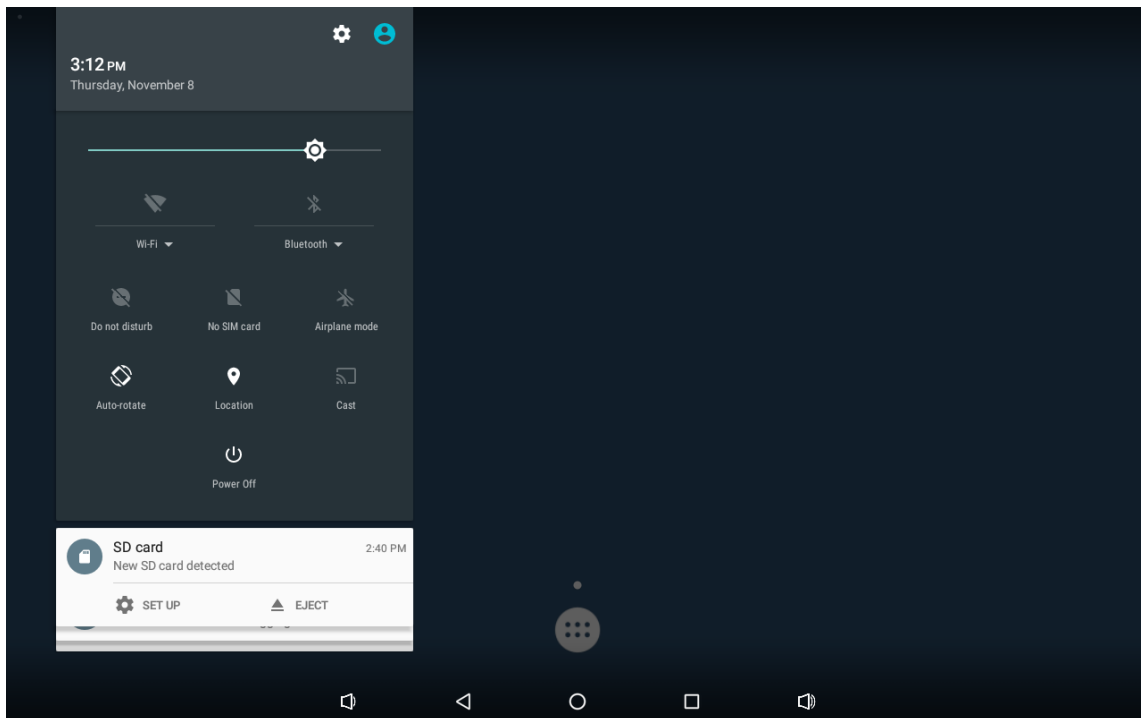 3:12 PM
Thursday, November 8
Wi-Fi
Bluetooth
Do not disturb
No SIM card
Airplane mode
Auto-rotate
Location
Cast
Power Off
SD card 2:40 PM
New SD card detected
SET UP EJECT